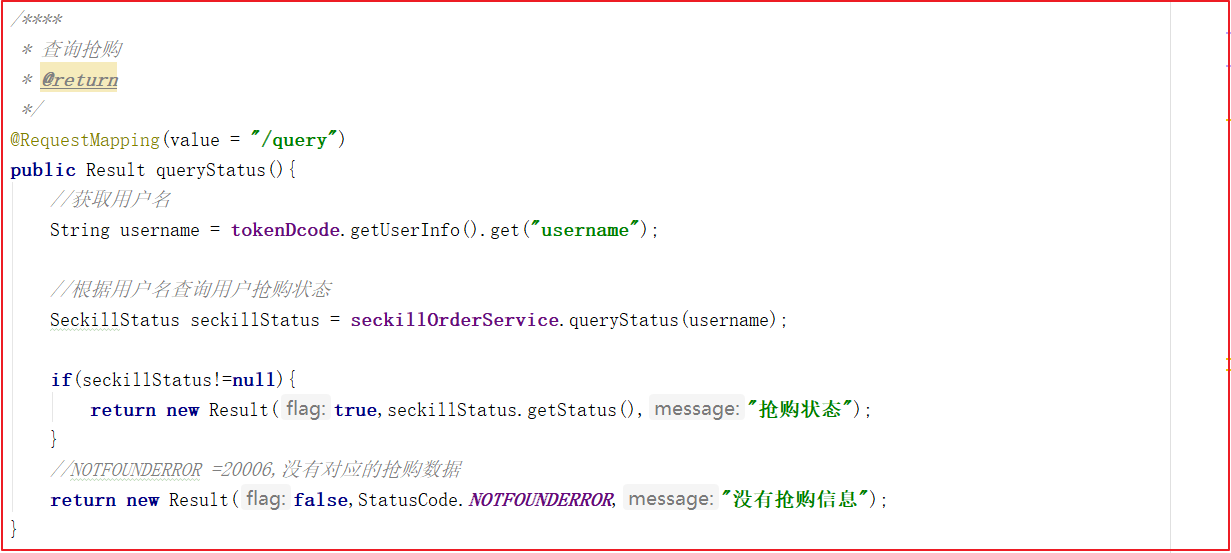 /****
 * 查询抢购
 * @return
 */
@RequestMapping(value = "/query")
public Result queryStatus(){
    //获取用户名
    String username = tokenDcode.getUserInfo().get("username");
    //根据用户名查询用户抢购状态
    SeckillStatus seckillStatus = seckillOrderService.queryStatus(username);
    if(seckillStatus!=null){
        return new Result( flag: true,seckillStatus.getStatus(), message: "抢购状态");
    }
    //NOTFOUNDERROR =20006,没有对应的抢购数据
    return new Result( flag: false,StatusCode.NOTFOUNDERROR, message: "没有抢购信息");
}